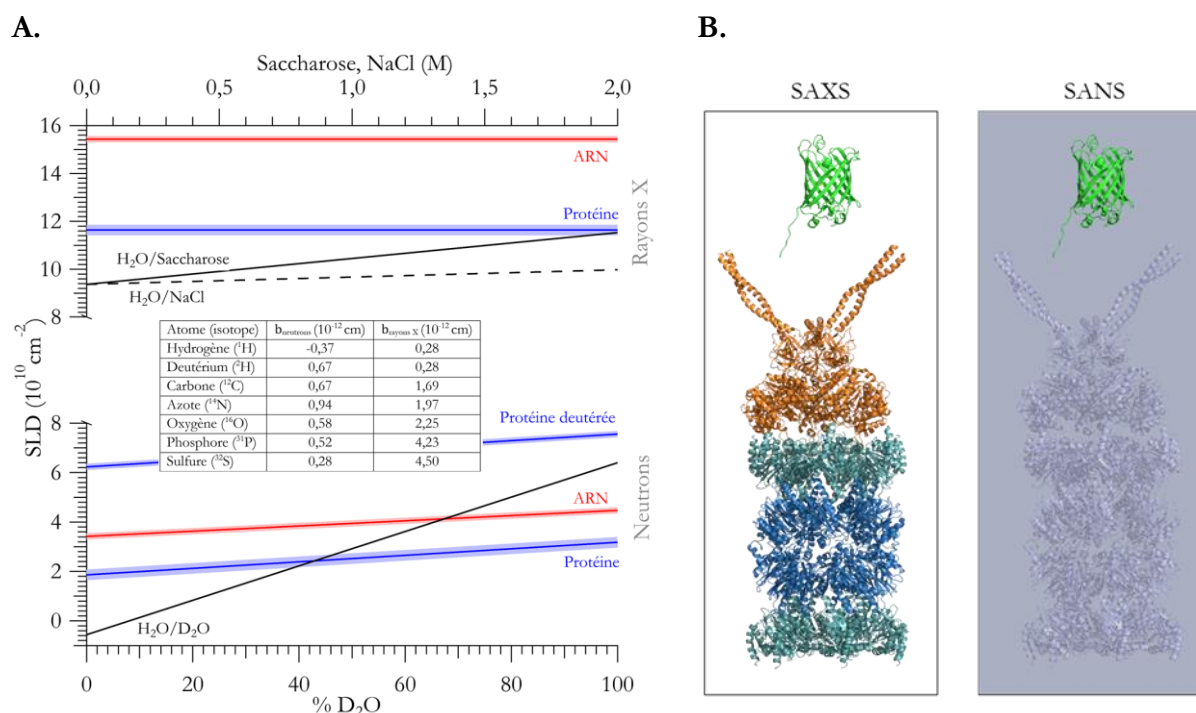 A.
B.
Saccharose, NaCl (M)
0,0 0,5 1,0 1,5 2,0
16
14
12
10
8
6
4
2
0
SLD (10¹⁰ cm⁻²)
ARN
Protéine
H₂O/Saccharose
H₂O/NaCl
Rayons X
Atome (isotope) b_neutrons (10⁻¹² cm) b_rayons x (10⁻¹² cm)
Hydrogène (¹H) -0,37 0,28
Deutérium (²H) 0,67 0,28
Carbone (¹²C) 0,67 1,69
Azote (¹⁴N) 0,94 1,97
Oxygène (¹⁶O) 0,58 2,25
Phosphore (³¹P) 0,52 4,23
Sulfure (³²S) 0,28 4,50
Protéine deutérée
ARN
Protéine
H₂O/D₂O
Neutrons
0 20 40 60 80 100
% D₂O
SAXS
SANS